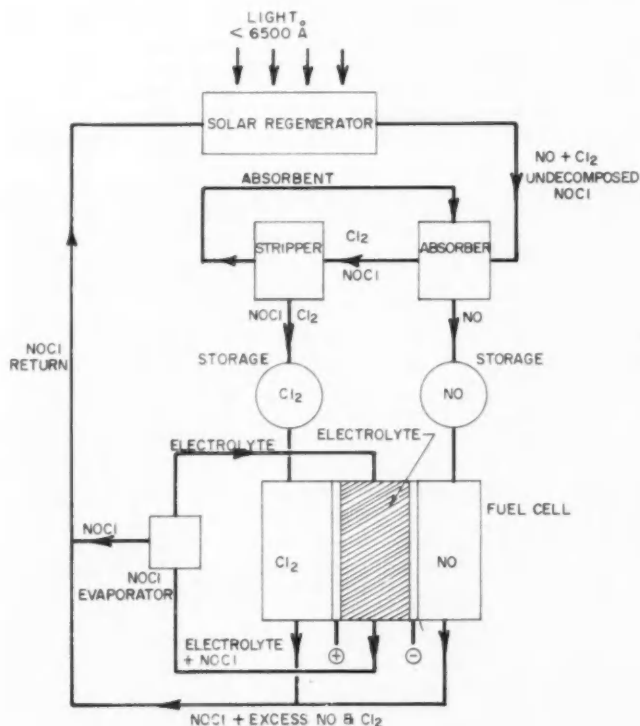 LIGHT
< 6500 Å
SOLAR REGENERATOR
NO + Cl2
UNDECOMPOSED
NOCl
ABSORBENT
STRIPPER
Cl2
NOCl
ABSORBER
NOCl
Cl2
NO
NOCl
RETURN
STORAGE
STORAGE
Cl2
NO
ELECTROLYTE
ELECTROLYTE
FUEL CELL
NOCl
Cl2
NO
NOCl
EVAPORATOR
ELECTROLYTE
+ NOCl
+
−
NOCl + EXCESS NO & Cl2